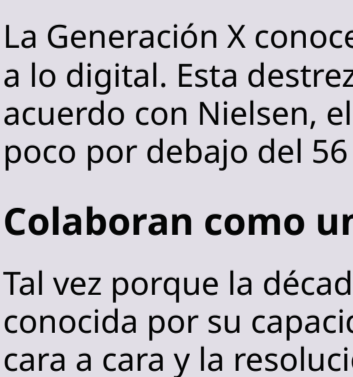 La Generación X conoce
a lo digital. Esta destrez
acuerdo con Nielsen, el
poco por debajo del 56
Colaboran como un
Tal vez porque la décad
conocida por su capacid
cara a cara y la resoluci